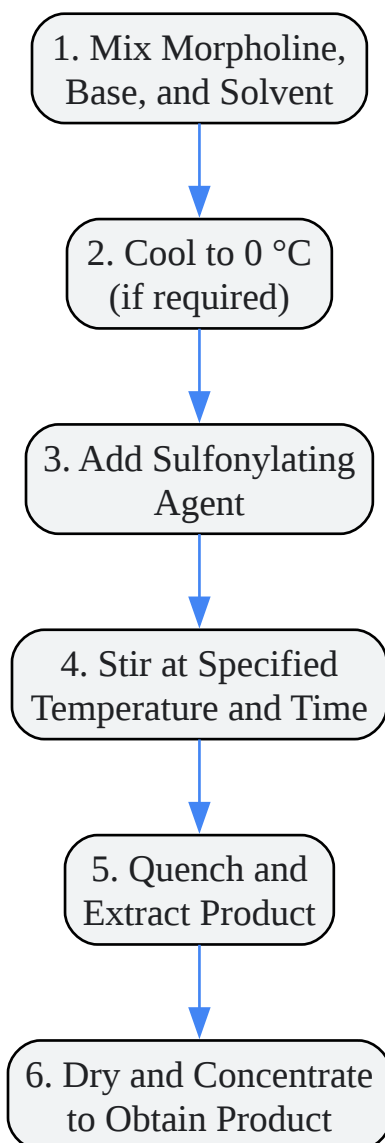 1. Mix Morpholine,
Base, and Solvent
2. Cool to 0 °C
(if required)
3. Add Sulfonylating
Agent
4. Stir at Specified
Temperature and Time
5. Quench and
Extract Product
6. Dry and Concentrate
to Obtain Product